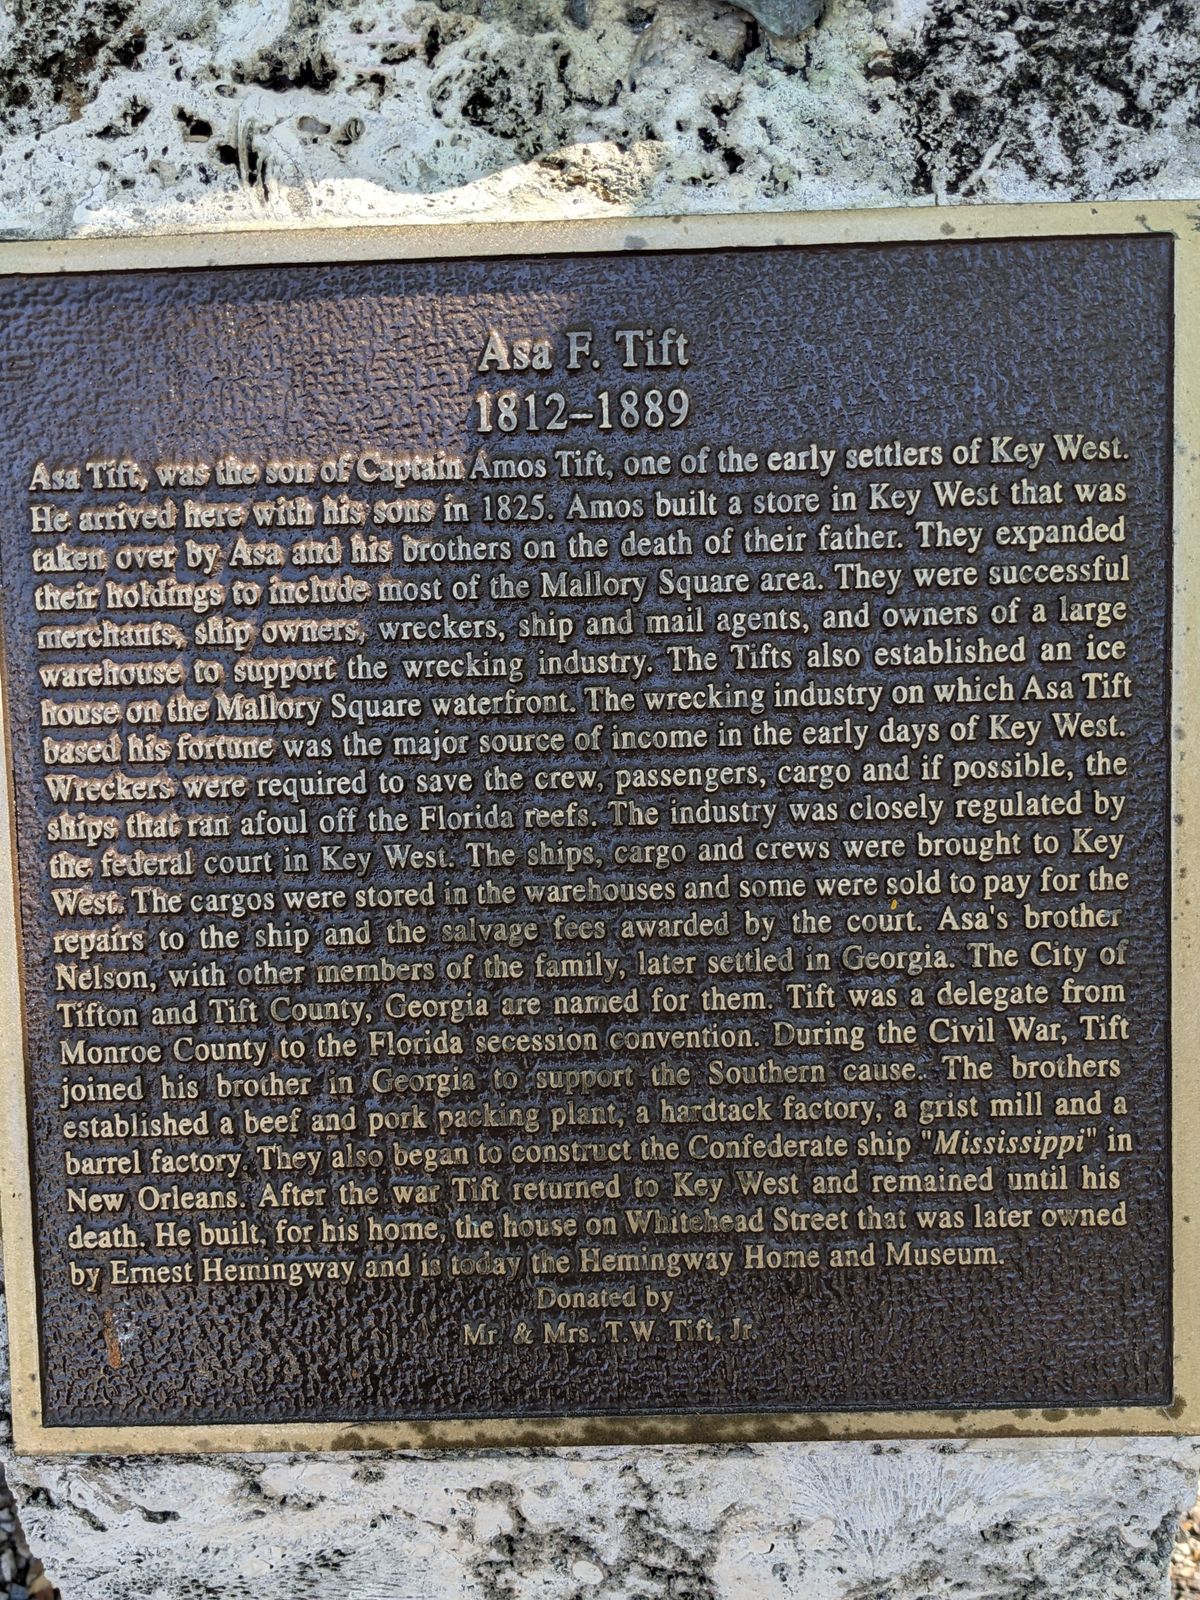 Asa F. Tift
1812–1889
Asa Tift, was the son of Captain Amos Tift, one of the early settlers of Key West.
He arrived here with his sons in 1825. Amos built a store in Key West that was
taken over by Asa and his brothers on the death of their father. They expanded
their holdings to include most of the Mallory Square area. They were successful
merchants, ship owners, wreckers, ship and mail agents, and owners of a large
warehouse to support the wrecking industry. The Tifts also established an ice
house on the Mallory Square waterfront. The wrecking industry on which Asa Tift
based his fortune was the major source of income in the early days of Key West.
Wreckers were required to save the crew, passengers, cargo and if possible, the
ships that ran afoul off the Florida reefs. The industry was closely regulated by
the federal court in Key West. The ships, cargo and crews were brought to Key
West. The cargos were stored in the warehouses and some were sold to pay for the
repairs to the ship and the salvage fees awarded by the court. Asa's brother
Nelson, with other members of the family, later settled in Georgia. The City of
Tifton and Tift County, Georgia are named for them. Tift was a delegate from
Monroe County to the Florida secession convention. During the Civil War, Tift
joined his brother in Georgia to support the Southern cause. The brothers
established a beef and pork packing plant, a hardtack factory, a grist mill and a
barrel factory. They also began to construct the Confederate ship "Mississippi" in
New Orleans. After the war Tift returned to Key West and remained until his
death. He built, for his home, the house on Whitehead Street that was later owned
by Ernest Hemingway and is today the Hemingway Home and Museum.
Donated by
Mr. & Mrs. T.W. Tift, Jr.